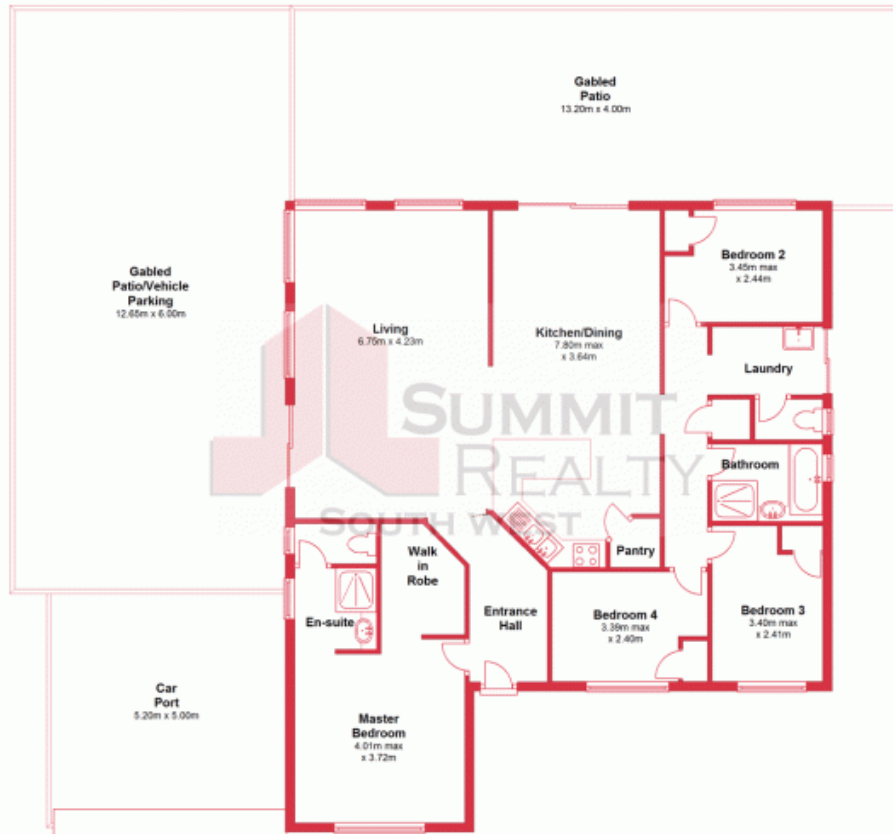 Gabled
Patio
13.20m x 4.00m
Gabled
Patio/Vehicle
Parking
12.65m x 6.00m
Living
6.75m x 4.23m
Kitchen/Dining
7.80m max
x 3.64m
Bedroom 2
3.45m max
x 2.44m
Laundry
SUMMIT
REALTY
SOUTH WEST
Bathroom
Pantry
Walk
in
Robe
En-suite
Entrance
Hall
Bedroom 4
3.39m max
x 2.40m
Bedroom 3
3.40m max
x 2.41m
Car
Port
5.20m x 5.00m
Master
Bedroom
4.01m max
x 3.72m